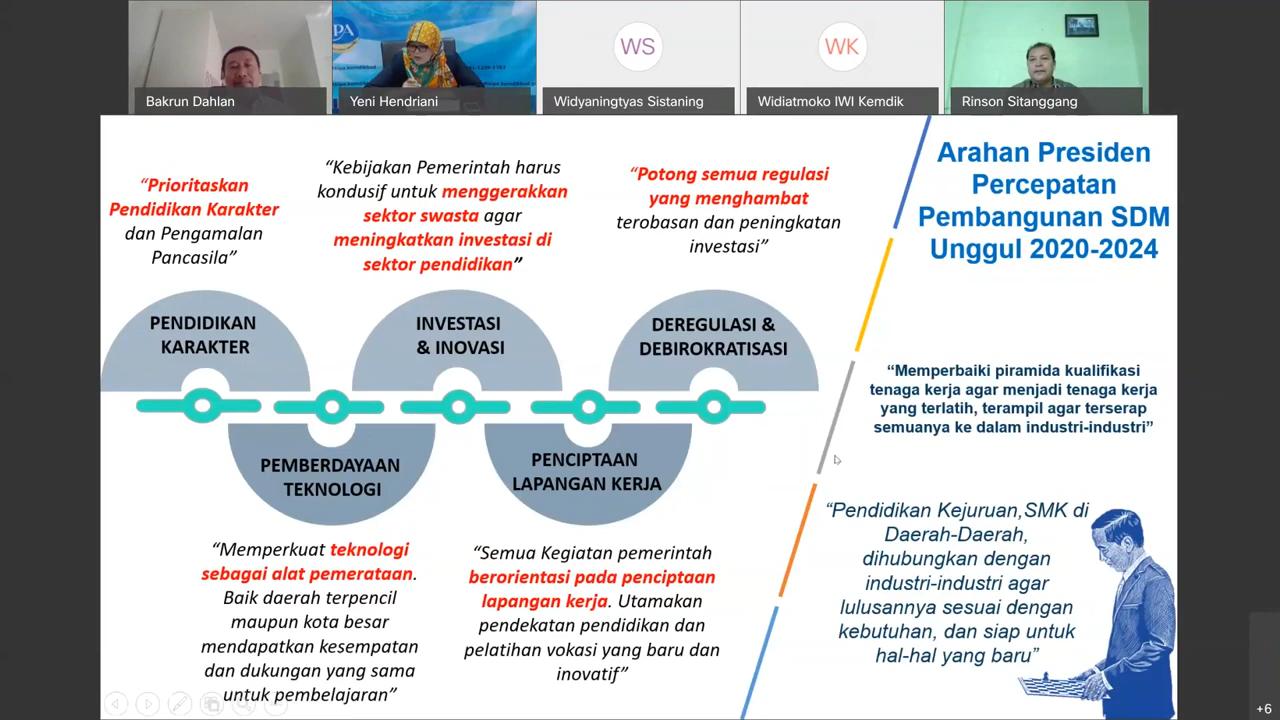 Bakrun Dahlan
Yeni Hendriani
WS
Widyaningtyas Sistaning
WK
Widiatmoko IWI Kemdik
Rinson Sitanggang
Arahan Presiden
Percepatan
Pembangunan SDM
Unggul 2020-2024
“Prioritaskan
Pendidikan Karakter
dan Pengamalan
Pancasila”
“Kebijakan Pemerintah harus
kondusif untuk menggerakkan
sektor swasta agar
meningkatkan investasi di
sektor pendidikan”
“Potong semua regulasi
yang menghambat
terobasan dan peningkatan
investasi”
PENDIDIKAN
KARAKTER
INVESTASI
& INOVASI
DEREGULASI &
DEBIROKRATISASI
PEMBERDAYAAN
TEKNOLOGI
PENCIPTAAN
LAPANGAN KERJA
“Memperkuat teknologi
sebagai alat pemerataan.
Baik daerah terpencil
maupun kota besar
mendapatkan kesempatan
dan dukungan yang sama
untuk pembelajaran”
“Semua Kegiatan pemerintah
berorientasi pada penciptaan
lapangan kerja. Utamakan
pendekatan pendidikan dan
pelatihan vokasi yang baru dan
inovatif”
“Memperbaiki piramida kualifikasi
tenaga kerja agar menjadi tenaga kerja
yang terlatih, terampil agar terserap
semuanya ke dalam industri-industri”
“Pendidikan Kejuruan,SMK di
Daerah-Daerah,
dihubungkan dengan
industri-industri agar
lulusannya sesuai dengan
kebutuhan, dan siap untuk
hal-hal yang baru”
+6